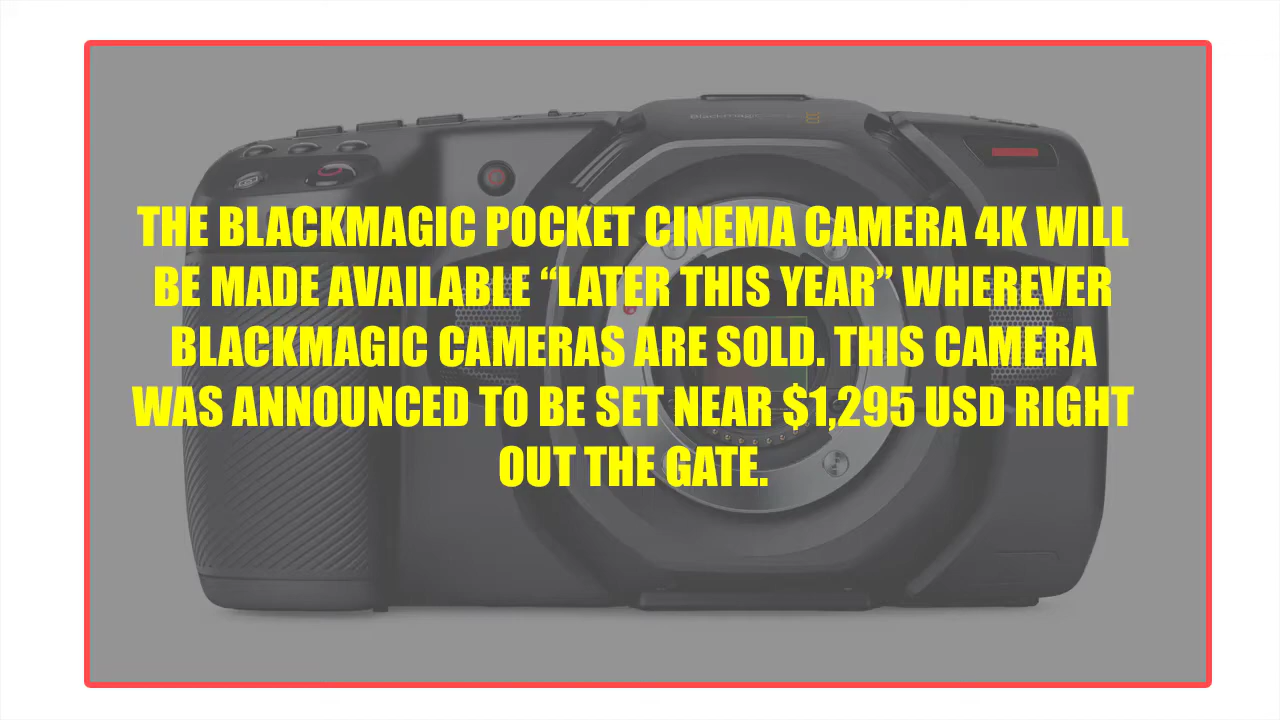 THE BLACKMAGIC POCKET CINEMA CAMERA 4K WILL
BE MADE AVAILABLE “LATER THIS YEAR” WHEREVER
BLACKMAGIC CAMERAS ARE SOLD. THIS CAMERA
WAS ANNOUNCED TO BE SET NEAR $1,295 USD RIGHT
OUT THE GATE.